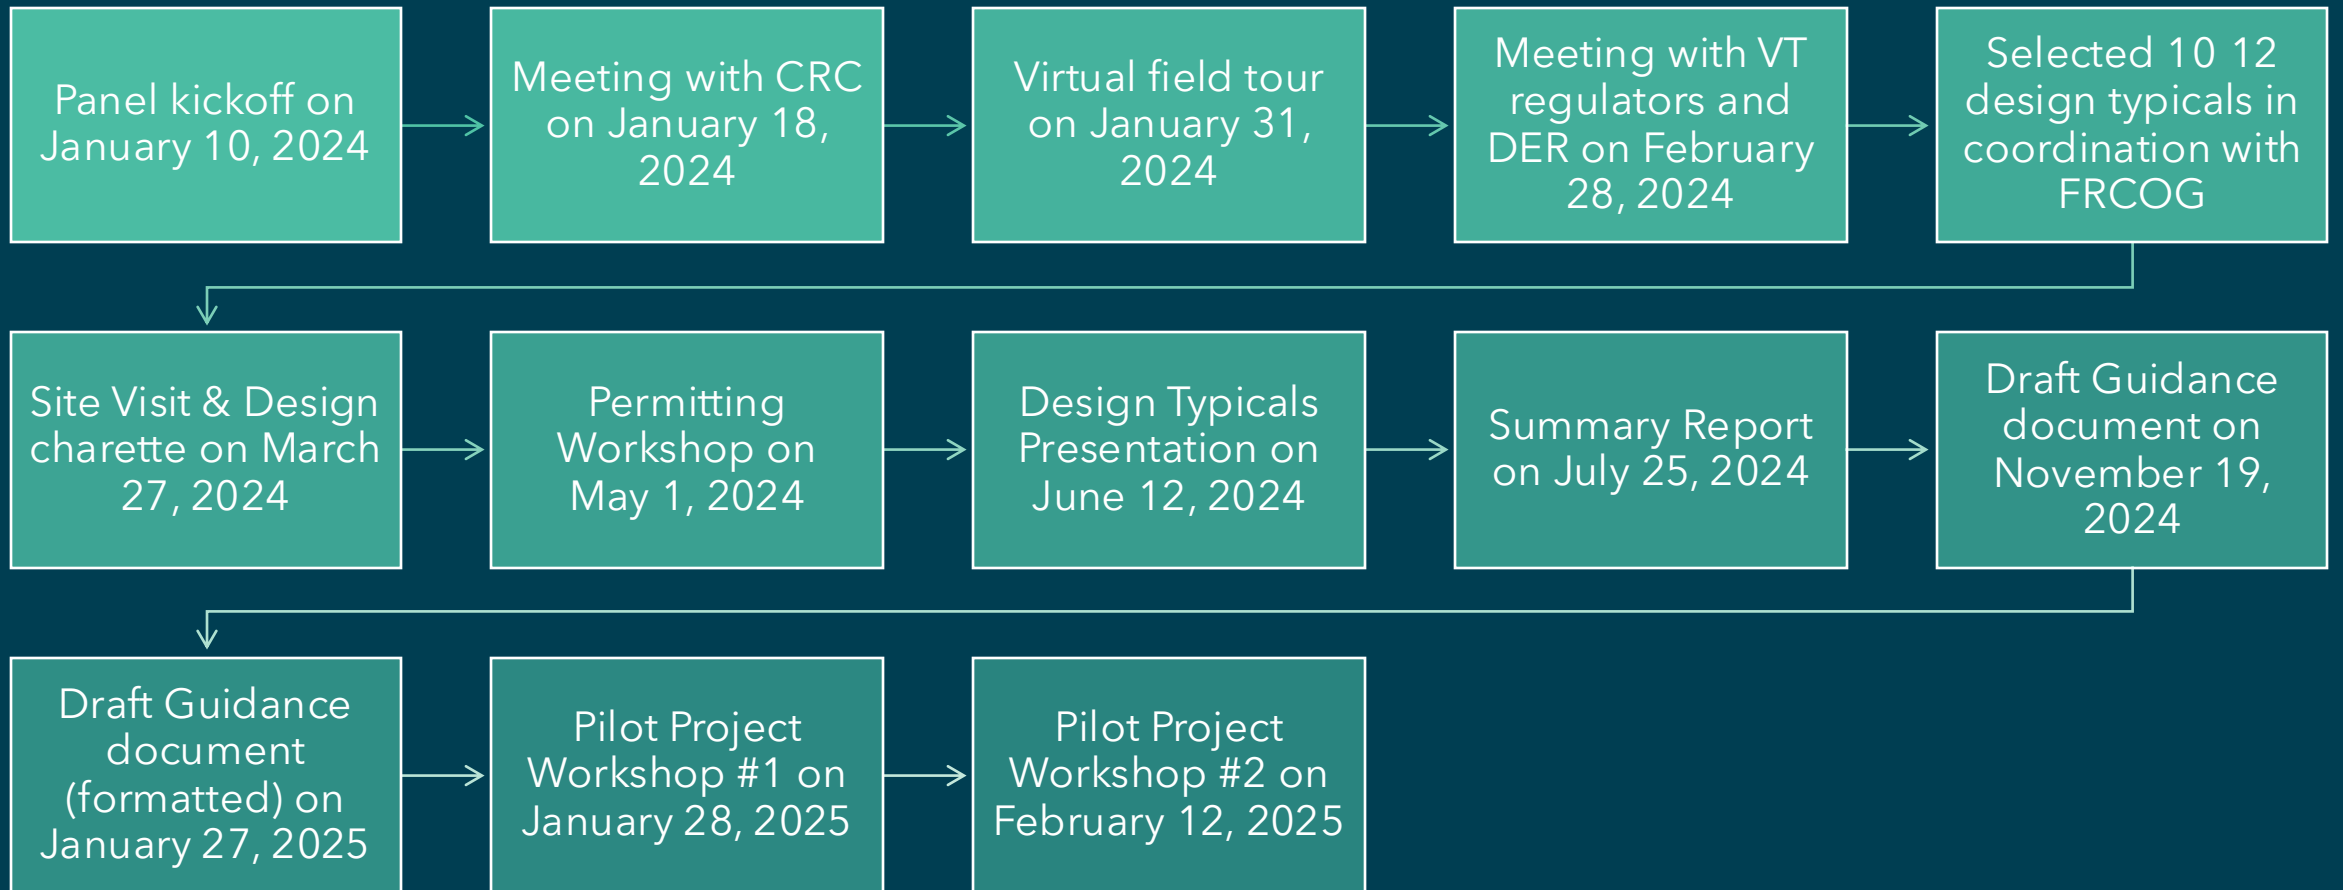 Panel kickoff on
January 10, 2024
Meeting with CRC
on January 18,
2024
Virtual field tour
on January 31,
2024
Meeting with VT
regulators and
DER on February
28, 2024
Selected 10 12
design typicals in
coordination with
FRCOG
Site Visit & Design
charette on March
27, 2024
Permitting
Workshop on
May 1, 2024
Design Typicals
Presentation on
June 12, 2024
Summary Report
on July 25, 2024
Draft Guidance
document on
November 19,
2024
Draft Guidance
document
(formatted) on
January 27, 2025
Pilot Project
Workshop #1 on
January 28, 2025
Pilot Project
Workshop #2 on
February 12, 2025